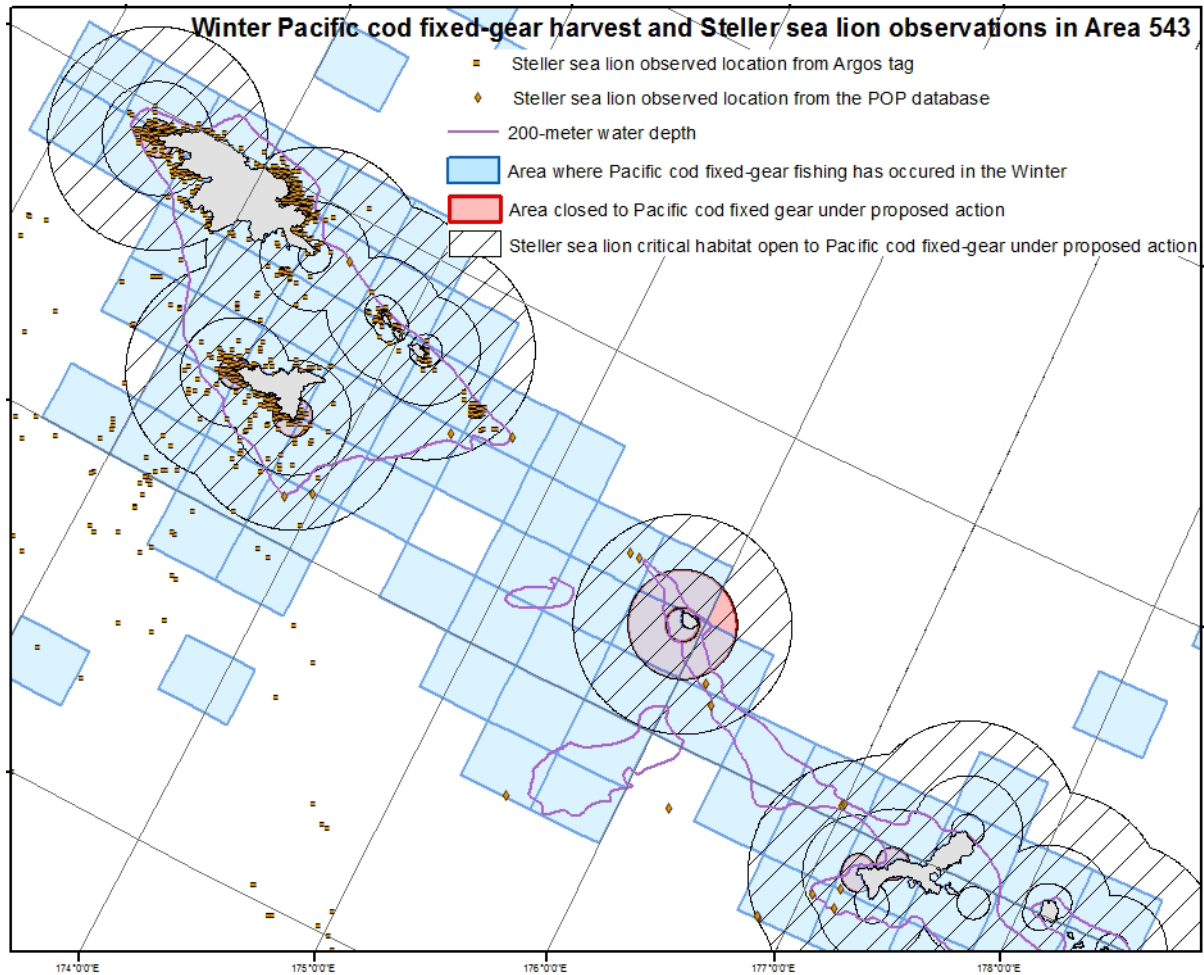 Winter Pacific cod fixed-gear harvest and Steller sea lion observations in Area 543
Steller sea lion observed location from Argos tag
Steller sea lion observed location from the POP database
200-meter water depth
Area where Pacific cod fixed-gear fishing has occured in the Winter
Area closed to Pacific cod fixed gear under proposed action
Steller sea lion critical habitat open to Pacific cod fixed-gear under proposed action
174°0'0"E 175°0'0"E 176°0'0"E 177°0'0"E 178°0'0"E